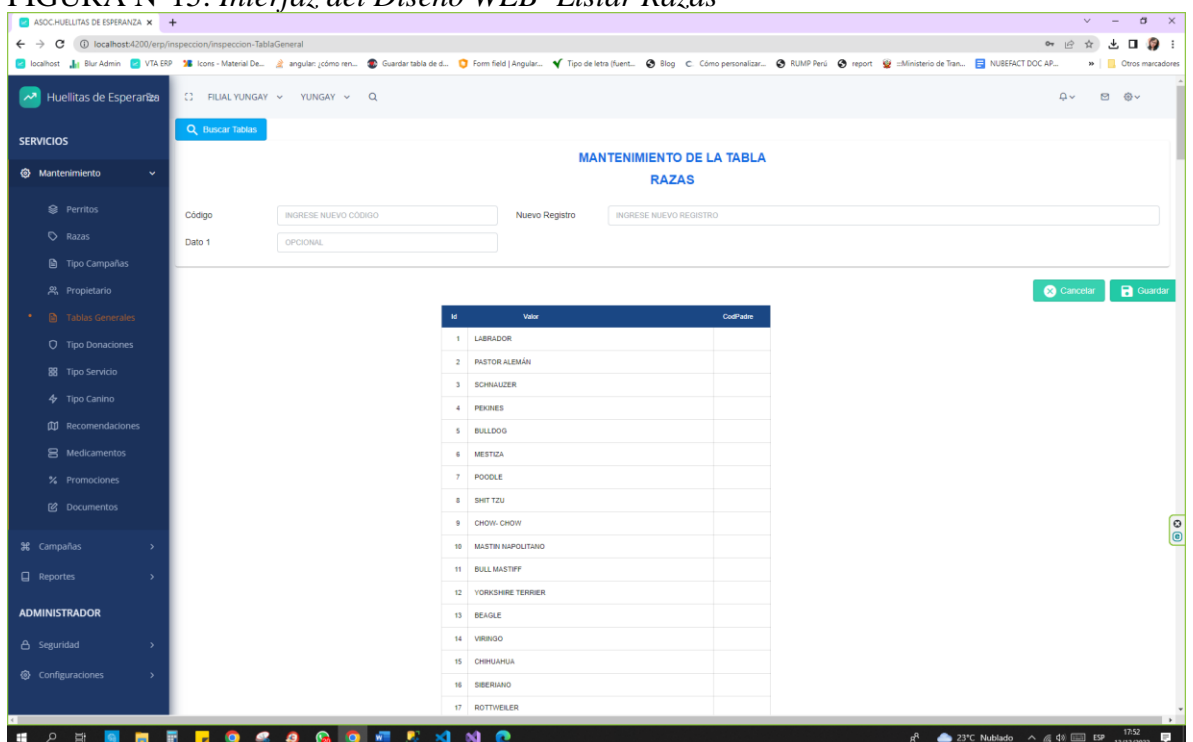 FIGURA N°15: Interfaz del Diseño WEB- Listar Razas
ASOC.HUELLITAS DE ESPERANZA
localhost:4200/erp/inspeccion/inspeccion-TablaGeneral
localhost Blur Admin VTA ERP Icons - Material De... angular: ¿cómo ren... Guardar tabla de d... Form field | Angular... Tipo de letra (fuent... Blog Cómo personalizar... RUMP Perú report ::Ministerio de Tran... NUBEFACT DOC AP... » Otros marcadores
Huellitas de Esperanza
FILIAL YUNGAY YUNGAY
Buscar Tablas
SERVICIOS
Mantenimiento
Perritos
Razas
Tipo Campañas
Propietario
Tablas Generales
Tipo Donaciones
Tipo Servicio
Tipo Canino
Recomendaciones
Medicamentos
Promociones
Documentos
Campañas
Reportes
ADMINISTRADOR
Seguridad
Configuraciones
MANTENIMIENTO DE LA TABLA
RAZAS
Código INGRESE NUEVO CÓDIGO Nuevo Registro INGRESE NUEVO REGISTRO
Dato 1 OPCIONAL
Cancelar Guardar
Id Valor CodPadre
1 LABRADOR
2 PASTOR ALEMÁN
3 SCHNAUZER
4 PEKINES
5 BULLDOG
6 MESTIZA
7 POODLE
8 SHIT TZU
9 CHOW- CHOW
10 MASTIN NAPOLITANO
11 BULL MASTIFF
12 YORKSHIRE TERRIER
13 BEAGLE
14 VIRINGO
15 CHIHUAHUA
16 SIBERIANO
17 ROTTWEILER
23°C Nublado ESP 17:52